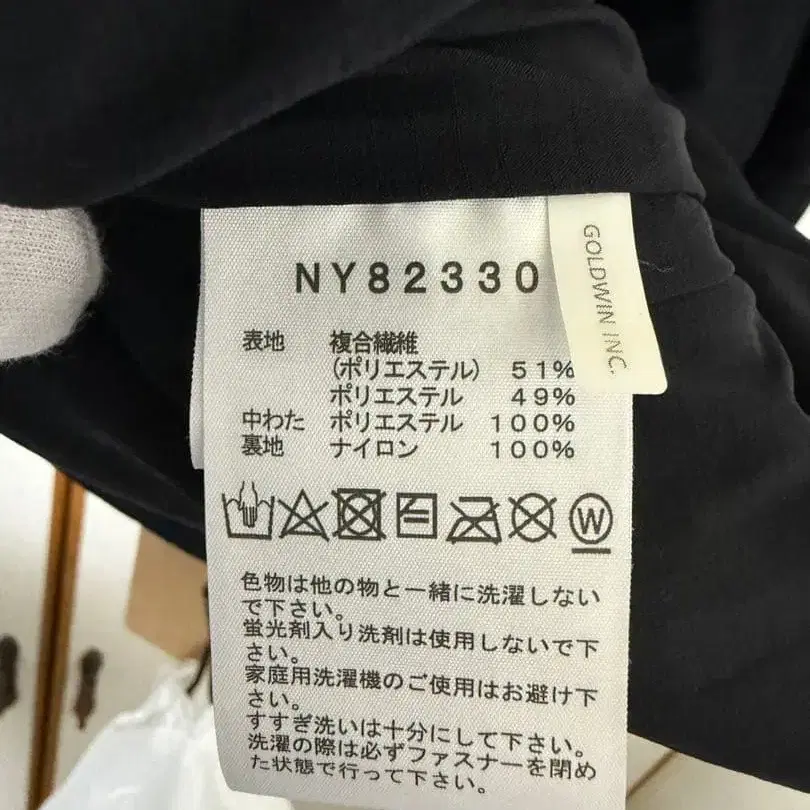 NY82330
GOLDWIN INC.
表地 複合繊維
(ポリエステル) 51%
ポリエステル 49%
中わた ポリエステル 100%
裏地 ナイロン 100%
W
色物は他の物と一緒に洗濯しない
で下さい。
蛍光剤入り洗剤は使用しないで下
さい。
家庭用洗濯機のご使用はお避け下
さい。
すすぎ洗いは十分にして下さい。
洗濯の際は必ずファスナーを閉め
た状態で行って下さい。